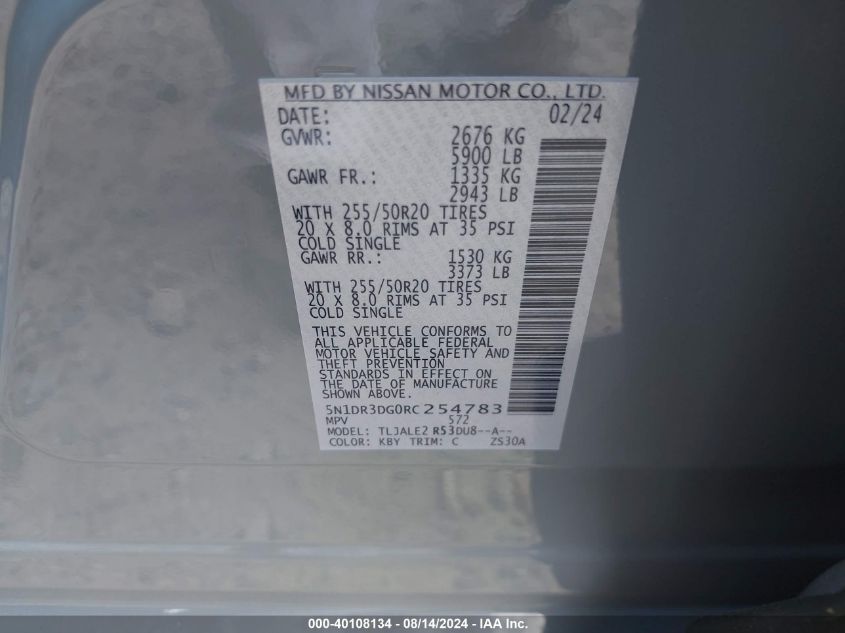 MFD BY NISSAN MOTOR CO., LTD.
DATE: 02/24
GVWR: 2676 KG
5900 LB
GAWR FR.: 1335 KG
2943 LB
WITH 255/50R20 TIRES
20 X 8.0 RIMS AT 35 PSI
COLD SINGLE
GAWR RR.: 1530 KG
3373 LB
WITH 255/50R20 TIRES
20 X 8.0 RIMS AT 35 PSI
COLD SINGLE
THIS VEHICLE CONFORMS TO
ALL APPLICABLE FEDERAL
MOTOR VEHICLE SAFETY AND
THEFT PREVENTION
STANDARDS IN EFFECT ON
THE DATE OF MANUFACTURE
SHOWN ABOVE.
5N1DR3DG0RC254783
MPV 572
MODEL: TLJALE2 R53DU8--A--
COLOR: KBY TRIM: C ZS30A
000-40108134 - 08/14/2024 - IAA Inc.